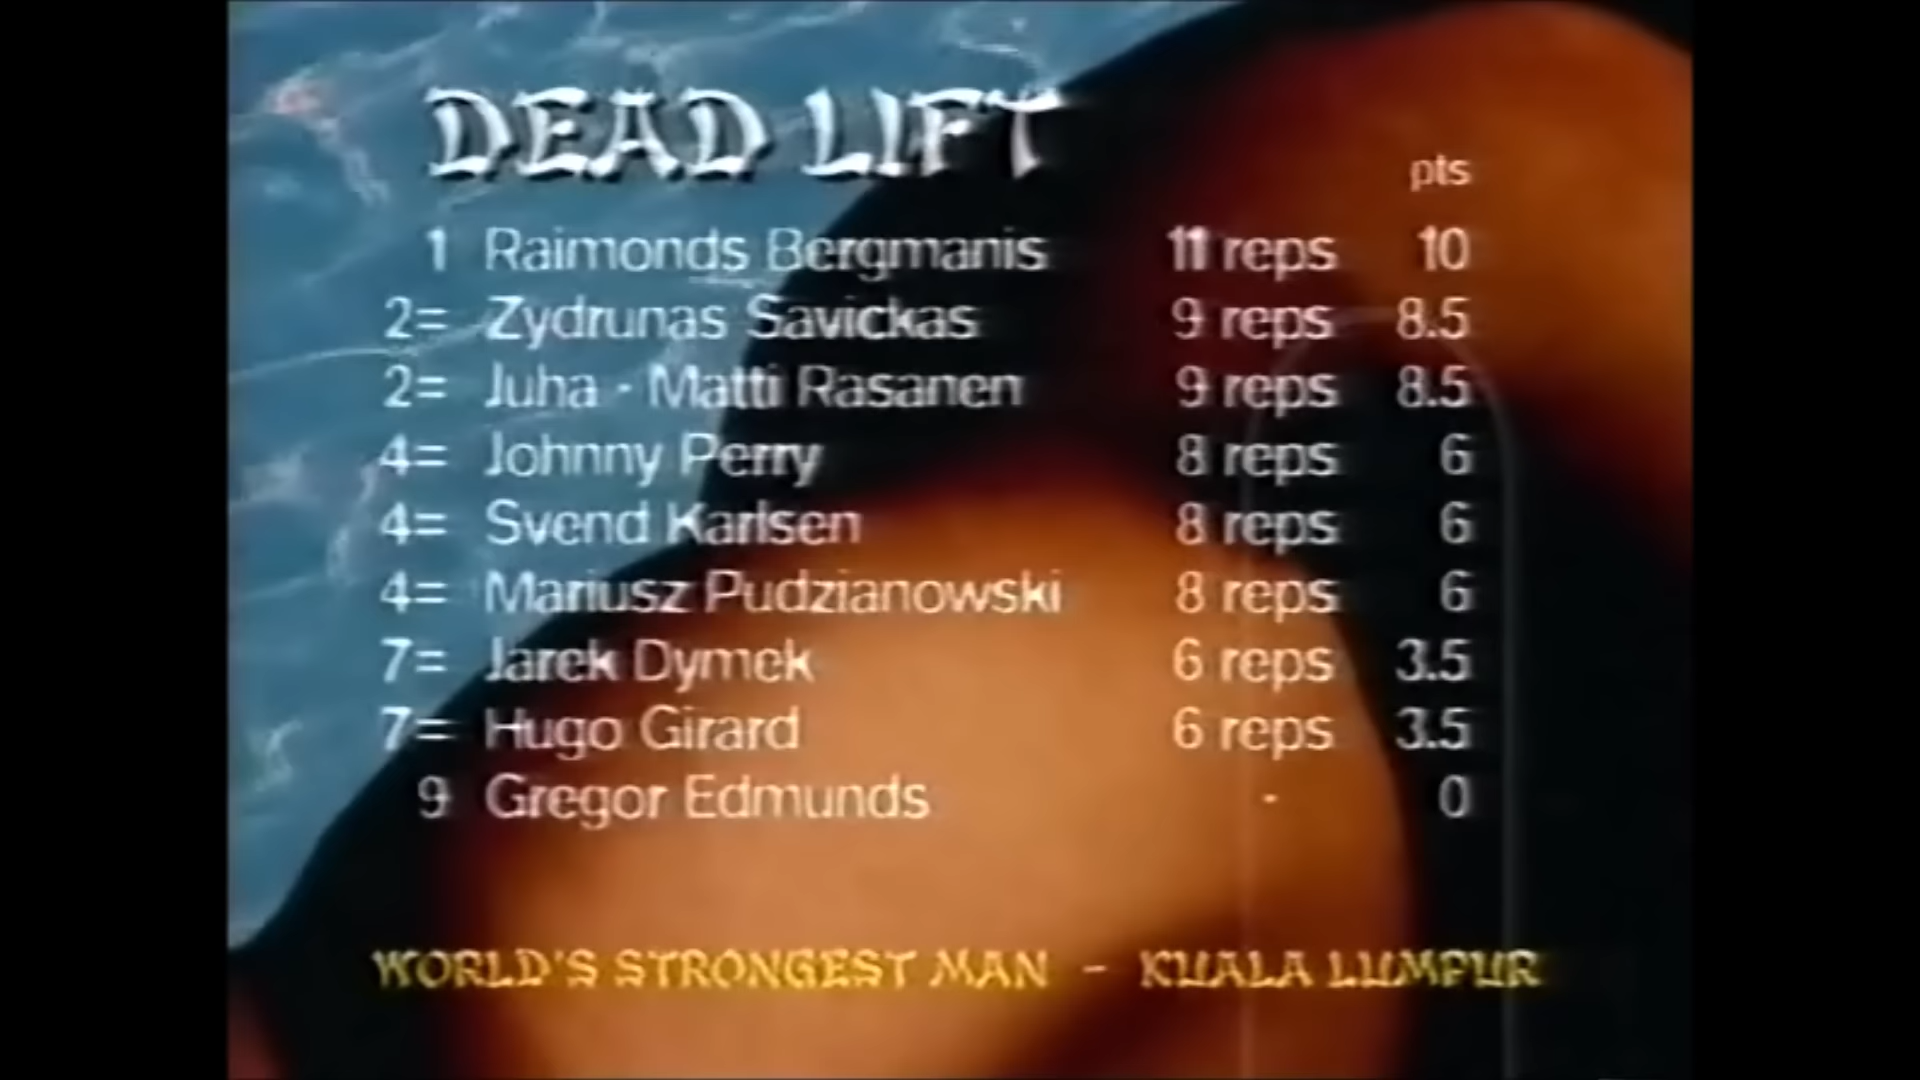 DEAD LIFT
pts
1 Raimonds Bergmanis 11 reps 10
2= Zydrunas Savickas 9 reps 8.5
2= Juha - Matti Rasanen 9 reps 8.5
4= Johnny Perry 8 reps 6
4= Svend Karlsen 8 reps 6
4= Mariusz Pudzianowski 8 reps 6
7= Jarek Dymek 6 reps 3.5
7= Hugo Girard 6 reps 3.5
9 Gregor Edmunds - 0
WORLD'S STRONGEST MAN - KUALA LUMPUR